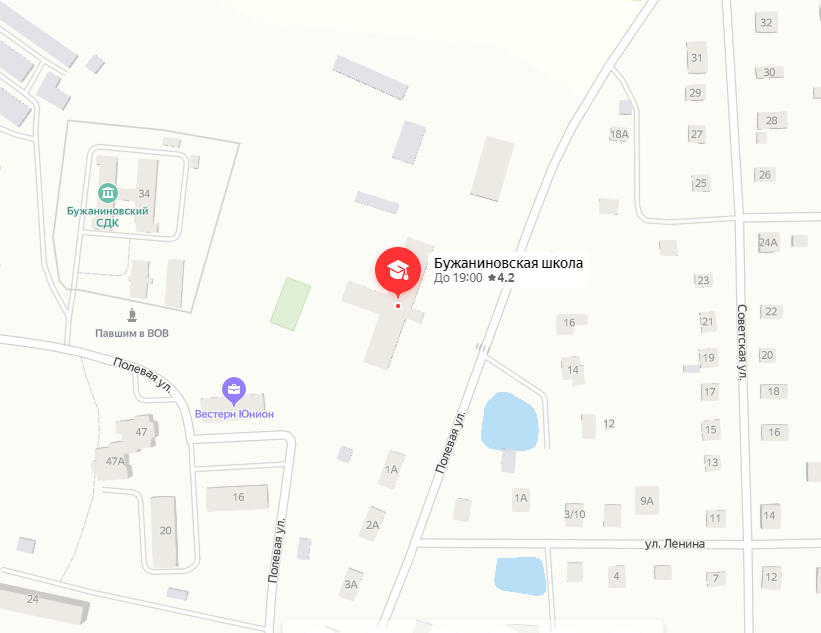 32
31
30
29
28
27
18А
26
25
34
Бужаниновский
СДК
24А
Бужаниновская школа
До 19:00 ★4.2
23
22
21
16
Советская ул.
Павшим в ВОВ
20
19
14
Полевая ул.
18
17
Вестерн Юнион
12
Полевая ул.
15
16
47
47А
13
1А
16
1А
9А
3/10
11
14
20
2А
ул. Ленина
Полевая ул.
4
7
12
3А
24